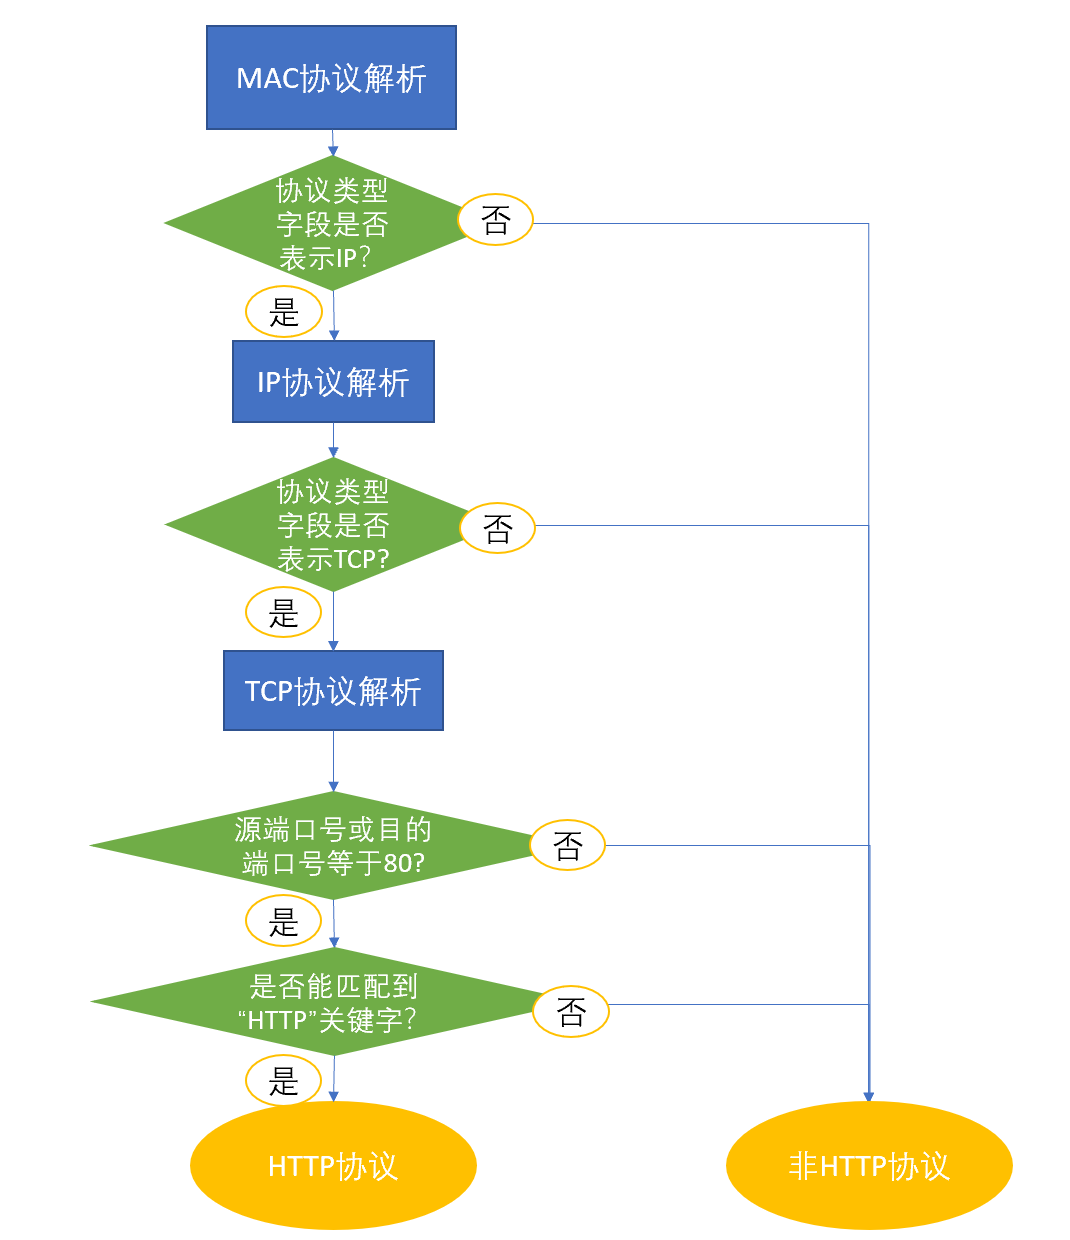 MAC协议解析
协议类型
字段是否
表示IP？
否
是
IP协议解析
协议类型
字段是否
表示TCP?
否
是
TCP协议解析
源端口号或目的
端口号等于80?
否
是
是否能匹配到
“HTTP”关键字？
否
是
HTTP协议
非HTTP协议